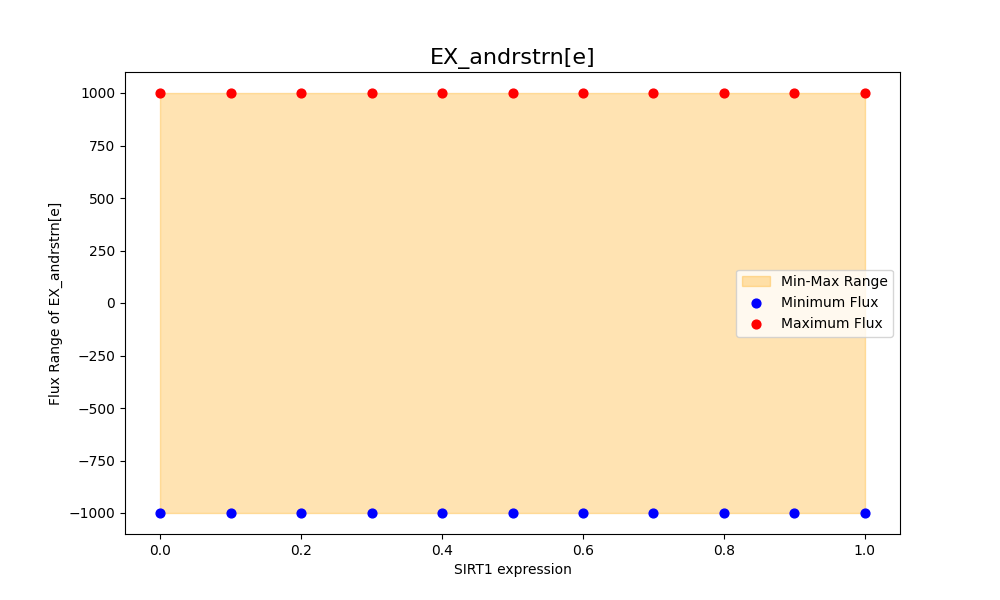 EX_andrstrn[e]
Flux Range of EX_andrstrn[e]
1000
750
500
250
0
−250
−500
−750
−1000
Min-Max Range
Minimum Flux
Maximum Flux
0.0
0.2
0.4
0.6
0.8
1.0
SIRT1 expression